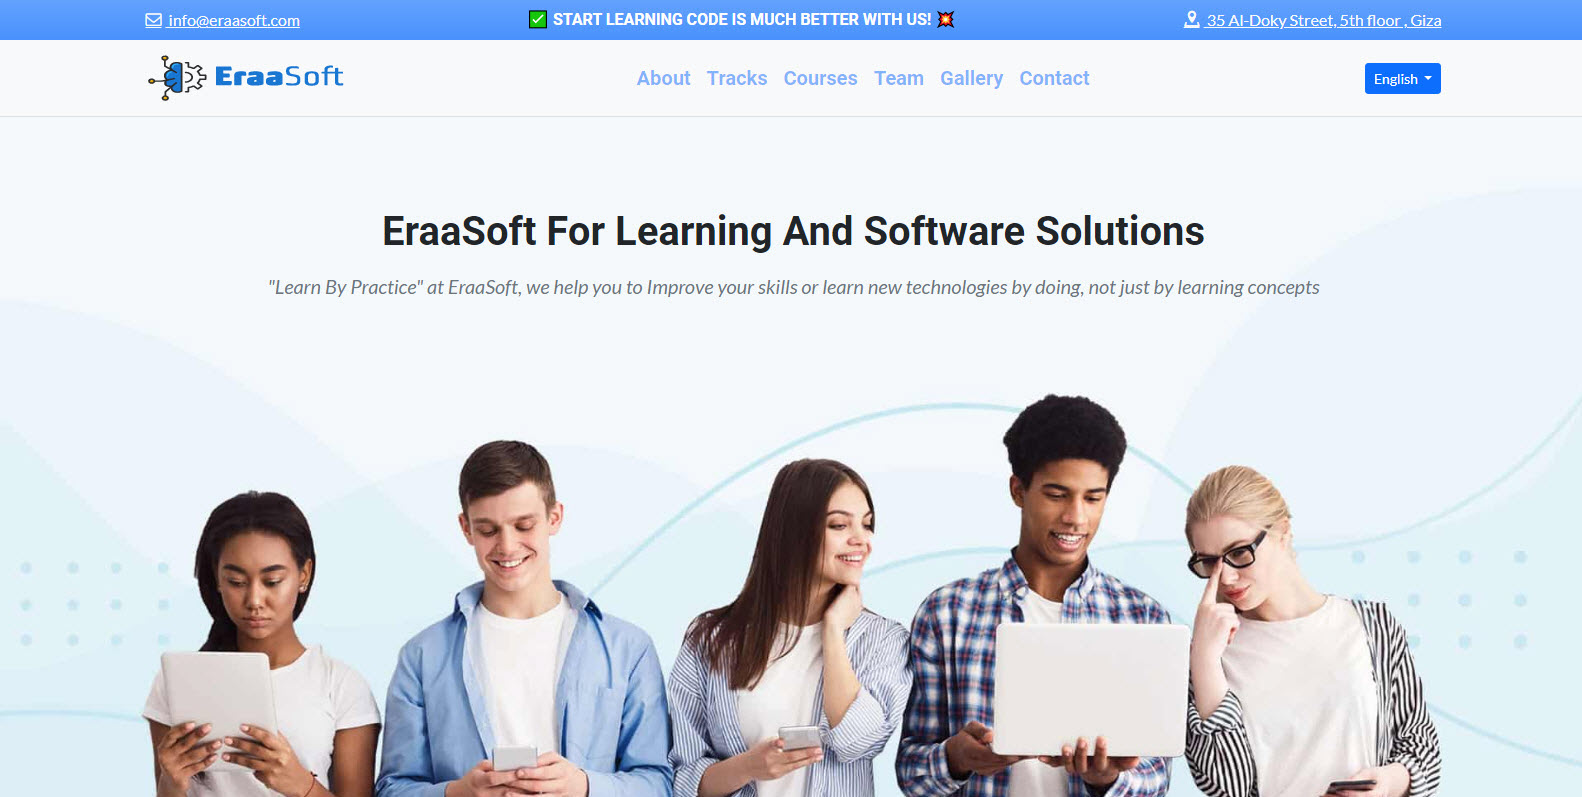 info@eraasoft.com
✅ START LEARNING CODE IS MUCH BETTER WITH US! 💥
35 Al-Doky Street, 5th floor , Giza
EraaSoft
About Tracks Courses Team Gallery Contact
English
EraaSoft For Learning And Software Solutions
"Learn By Practice" at EraaSoft, we help you to Improve your skills or learn new technologies by doing, not just by learning concepts